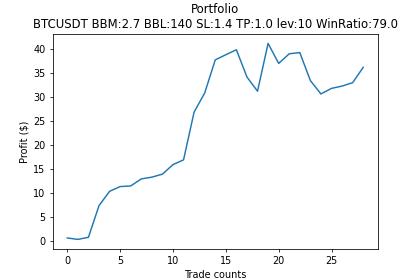 Portfolio
BTCUSDT BBM:2.7 BBL:140 SL:1.4 TP:1.0 lev:10 WinRatio:79.0
Profit ($)
40
35
30
25
20
15
10
5
0
0 5 10 15 20 25
Trade counts